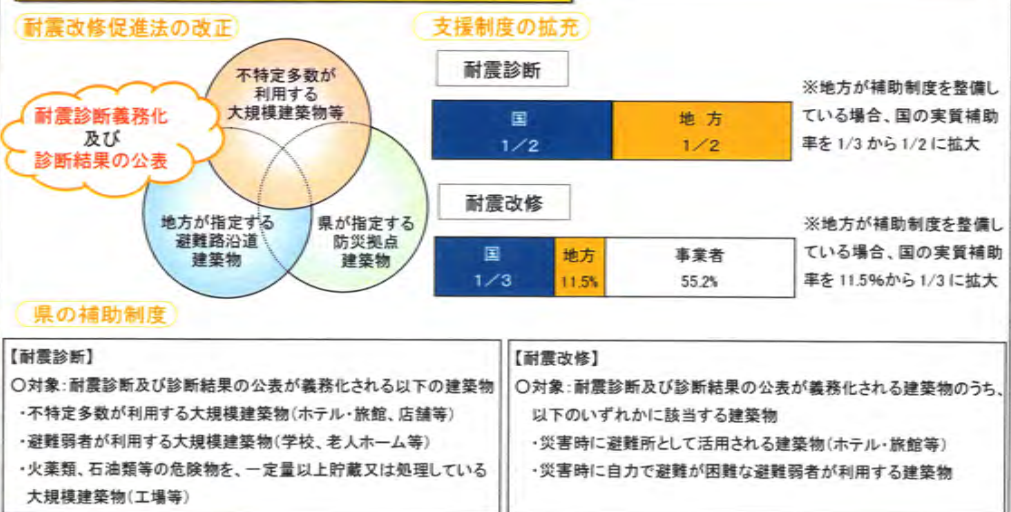 耐震改修促進法の改正
不特定多数が
利用する
大規模建築物等
耐震診断義務化
及び
診断結果の公表
地方が指定する
避難路沿道
建築物
県が指定する
防災拠点
建築物
支援制度の拡充
耐震診断
国
1/2
地方
1/2
※地方が補助制度を整備し
ている場合、国の実質補助
率を1/3から1/2に拡大
耐震改修
国
1/3
地方
11.5%
事業者
55.2%
※地方が補助制度を整備し
ている場合、国の実質補助
率を11.5%から1/3に拡大
県の補助制度
【耐震診断】
○対象:耐震診断及び診断結果の公表が義務化される以下の建築物
・不特定多数が利用する大規模建築物(ホテル・旅館、店舗等)
・避難弱者が利用する大規模建築物(学校、老人ホーム等)
・火薬類、石油類等の危険物を、一定量以上貯蔵又は処理している
大規模建築物(工場等)
【耐震改修】
○対象:耐震診断及び診断結果の公表が義務化される建築物のうち、
以下のいずれかに該当する建築物
・災害時に避難所として活用される建築物(ホテル・旅館等)
・災害時に自力で避難が困難な避難弱者が利用する建築物